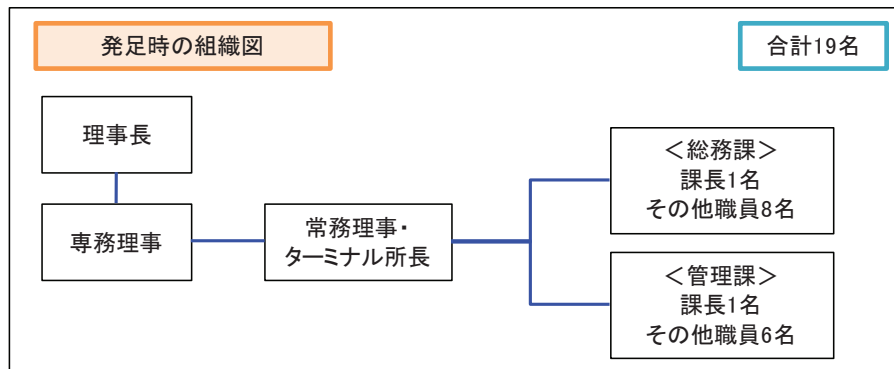 発足時の組織図
合計19名
理事長
専務理事
常務理事・
ターミナル所長
＜総務課＞
課長1名
その他職員8名
＜管理課＞
課長1名
その他職員6名